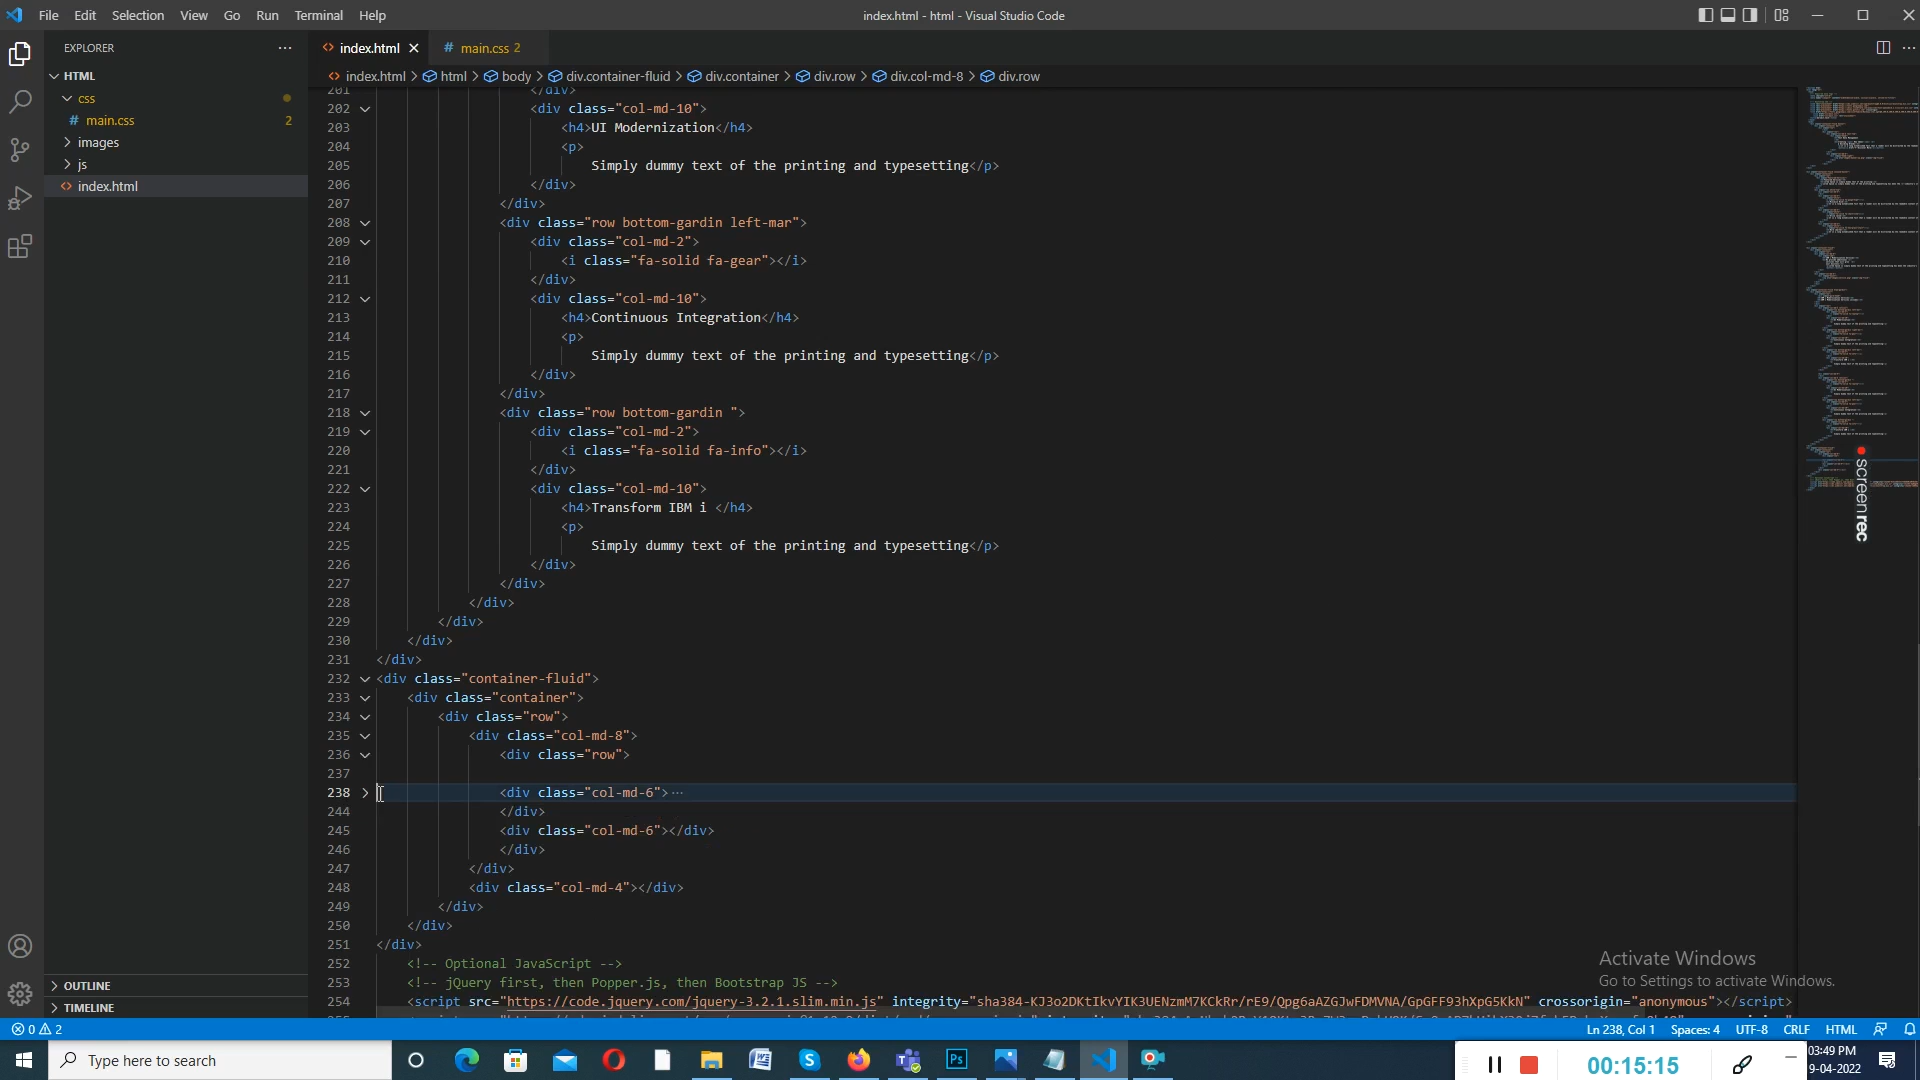 File Edit Selection View Go Run Terminal Help
index.html - html - Visual Studio Code
EXPLORER
index.html
# main.css 2
index.html > html > body > div.container-fluid > div.container > div.row > div.col-md-8 > div.row
HTML
css
# main.css 2
images
js
index.html
OUTLINE
TIMELINE
201 </div>
202 <div class="col-md-10">
203 <h4>UI Modernization</h4>
204 <p>
205 Simply dummy text of the printing and typesetting</p>
206 </div>
207 </div>
208 <div class="row bottom-gardin left-mar">
209 <div class="col-md-2">
210 <i class="fa-solid fa-gear"></i>
211 </div>
212 <div class="col-md-10">
213 <h4>Continuous Integration</h4>
214 <p>
215 Simply dummy text of the printing and typesetting</p>
216 </div>
217 </div>
218 <div class="row bottom-gardin ">
219 <div class="col-md-2">
220 <i class="fa-solid fa-info"></i>
221 </div>
222 <div class="col-md-10">
223 <h4>Transform IBM i </h4>
224 <p>
225 Simply dummy text of the printing and typesetting</p>
226 </div>
227 </div>
228 </div>
229 </div>
230 </div>
231 </div>
232 <div class="container-fluid">
233 <div class="container">
234 <div class="row">
235 <div class="col-md-8">
236 <div class="row">
237
238 <div class="col-md-6">···
244 </div>
245 <div class="col-md-6"></div>
246 </div>
247 </div>
248 <div class="col-md-4"></div>
249 </div>
250 </div>
251 </div>
252 <!-- Optional JavaScript -->
253 <!-- jQuery first, then Popper.js, then Bootstrap JS -->
254 <script src="https://code.jquery.com/jquery-3.2.1.slim.min.js" integrity="sha384-KJ3o2DKtIkvYIK3UENzmM7KCkRr/rE9/Qpg6aAZGJwFDMVNA/GpGFF93hXpG5KkN" crossorigin="anonymous"></script>
screenrec
Activate Windows
Go to Settings to activate Windows.
0 2
Ln 238, Col 1 Spaces: 4 UTF-8 CRLF HTML
Type here to search
00:15:15
03:49 PM
9-04-2022